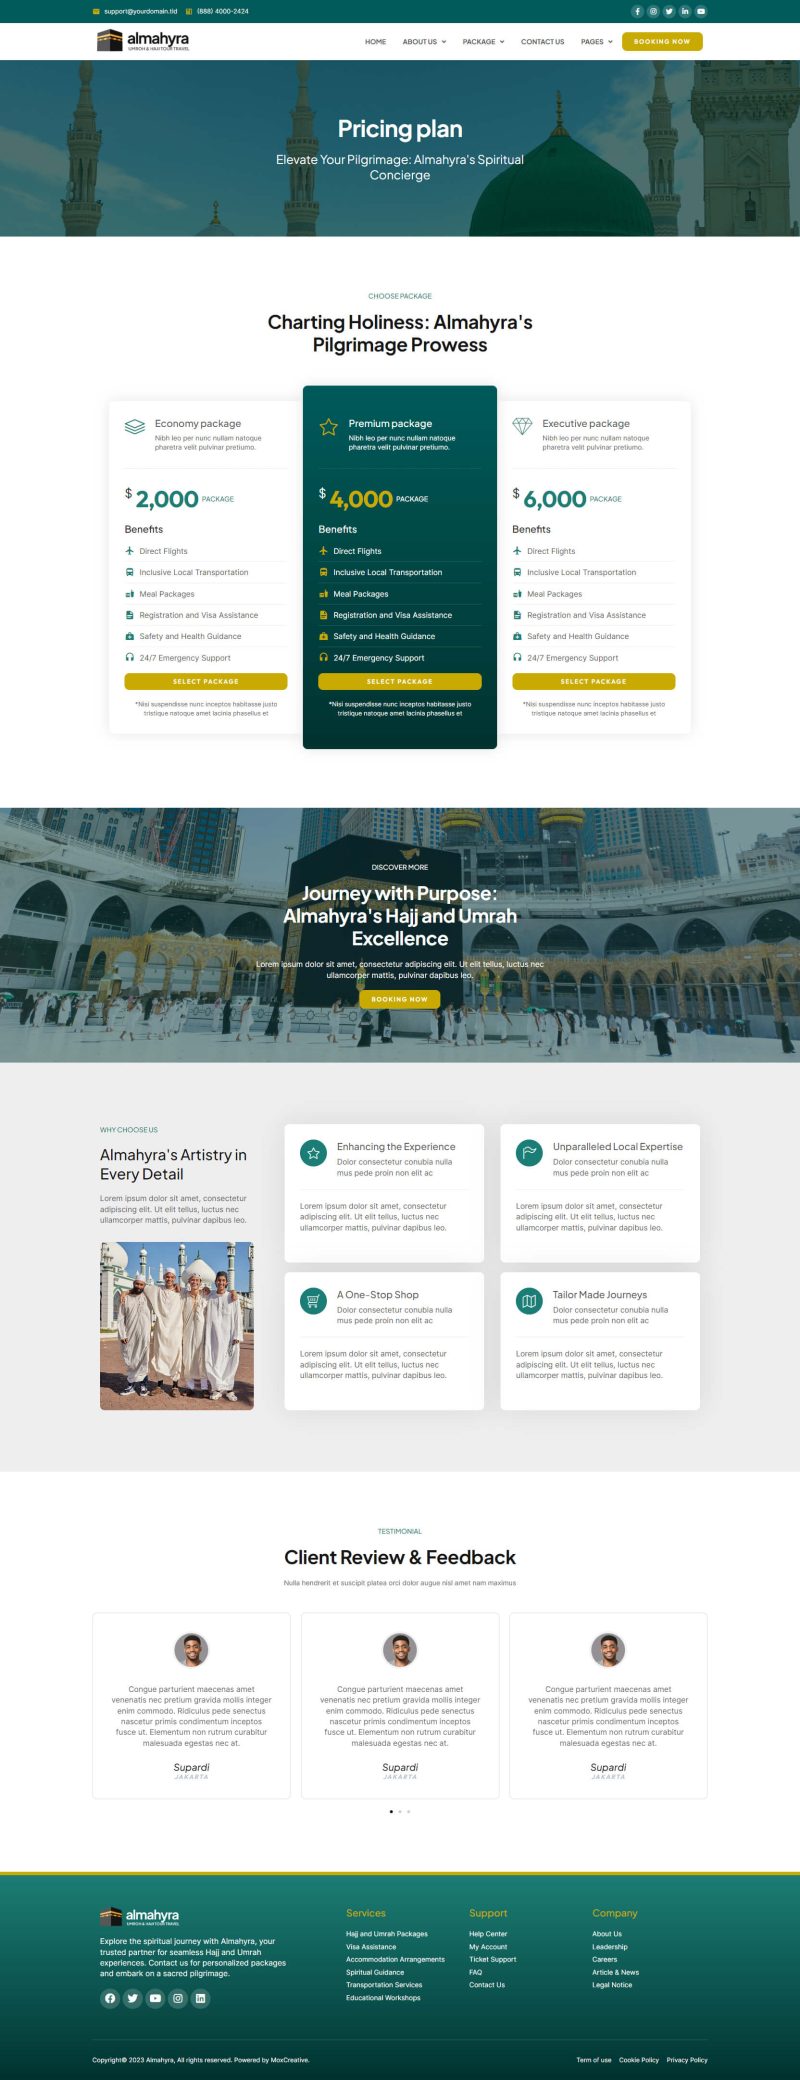 support@yourdomain.tld (888) 4000-2424
almahyra
UMROH & HAJJ TOUR TRAVEL
HOME ABOUT US PACKAGE CONTACT US PAGES BOOKING NOW
Pricing plan
Elevate Your Pilgrimage: Almahyra's Spiritual
Concierge
CHOOSE PACKAGE
Charting Holiness: Almahyra's
Pilgrimage Prowess
Economy package
Nibh leo per nunc nullam natoque
pharetra velit pulvinar pretiumo.
$ 2,000 PACKAGE
Benefits
Direct Flights
Inclusive Local Transportation
Meal Packages
Registration and Visa Assistance
Safety and Health Guidance
24/7 Emergency Support
SELECT PACKAGE
*Nisi suspendisse nunc inceptos habitasse justo
tristique natoque amet lacinia phasellus et
Premium package
Nibh leo per nunc nullam natoque
pharetra velit pulvinar pretiumo.
$ 4,000 PACKAGE
Benefits
Direct Flights
Inclusive Local Transportation
Meal Packages
Registration and Visa Assistance
Safety and Health Guidance
24/7 Emergency Support
SELECT PACKAGE
*Nisi suspendisse nunc inceptos habitasse justo
tristique natoque amet lacinia phasellus et
Executive package
Nibh leo per nunc nullam natoque
pharetra velit pulvinar pretiumo.
$ 6,000 PACKAGE
Benefits
Direct Flights
Inclusive Local Transportation
Meal Packages
Registration and Visa Assistance
Safety and Health Guidance
24/7 Emergency Support
SELECT PACKAGE
*Nisi suspendisse nunc inceptos habitasse justo
tristique natoque amet lacinia phasellus et
DISCOVER MORE
Journey with Purpose:
Almahyra's Hajj and Umrah
Excellence
Lorem ipsum dolor sit amet, consectetur adipiscing elit. Ut elit tellus, luctus nec
ullamcorper mattis, pulvinar dapibus leo.
BOOKING NOW
WHY CHOOSE US
Almahyra's Artistry in
Every Detail
Lorem ipsum dolor sit amet, consectetur
adipiscing elit. Ut elit tellus, luctus nec
ullamcorper mattis, pulvinar dapibus leo.
Enhancing the Experience
Dolor consectetur conubia nulla
mus pede proin non elit ac
Lorem ipsum dolor sit amet, consectetur
adipiscing elit. Ut elit tellus, luctus nec
ullamcorper mattis, pulvinar dapibus leo.
Unparalleled Local Expertise
Dolor consectetur conubia nulla
mus pede proin non elit ac
Lorem ipsum dolor sit amet, consectetur
adipiscing elit. Ut elit tellus, luctus nec
ullamcorper mattis, pulvinar dapibus leo.
A One-Stop Shop
Dolor consectetur conubia nulla
mus pede proin non elit ac
Lorem ipsum dolor sit amet, consectetur
adipiscing elit. Ut elit tellus, luctus nec
ullamcorper mattis, pulvinar dapibus leo.
Tailor Made Journeys
Dolor consectetur conubia nulla
mus pede proin non elit ac
Lorem ipsum dolor sit amet, consectetur
adipiscing elit. Ut elit tellus, luctus nec
ullamcorper mattis, pulvinar dapibus leo.
TESTIMONIAL
Client Review & Feedback
Nulla hendrerit et suscipit platea orci dolor augue nisl amet nam maximus
Congue parturient maecenas amet
venenatis nec pretium gravida mollis integer
enim commodo. Ridiculus pede senectus
nascetur primis condimentum inceptos
fusce ut. Elementum non rutrum curabitur
malesuada egestas nec at.
Supardi
JAKARTA
Congue parturient maecenas amet
venenatis nec pretium gravida mollis integer
enim commodo. Ridiculus pede senectus
nascetur primis condimentum inceptos
fusce ut. Elementum non rutrum curabitur
malesuada egestas nec at.
Supardi
JAKARTA
Congue parturient maecenas amet
venenatis nec pretium gravida mollis integer
enim commodo. Ridiculus pede senectus
nascetur primis condimentum inceptos
fusce ut. Elementum non rutrum curabitur
malesuada egestas nec at.
Supardi
JAKARTA
almahyra
UMROH & HAJJ TOUR TRAVEL
Explore the spiritual journey with Almahyra, your
trusted partner for seamless Hajj and Umrah
experiences. Contact us for personalized packages
and embark on a sacred pilgrimage.
Services
Hajj and Umrah Packages
Visa Assistance
Accommodation Arrangements
Spiritual Guidance
Transportation Services
Educational Workshops
Support
Help Center
My Account
Ticket Support
FAQ
Contact Us
Company
About Us
Leadership
Careers
Article & News
Legal Notice
Copyright© 2023 Almahyra, All rights reserved. Powered by MoxCreative.
Term of use Cookie Policy Privacy Policy